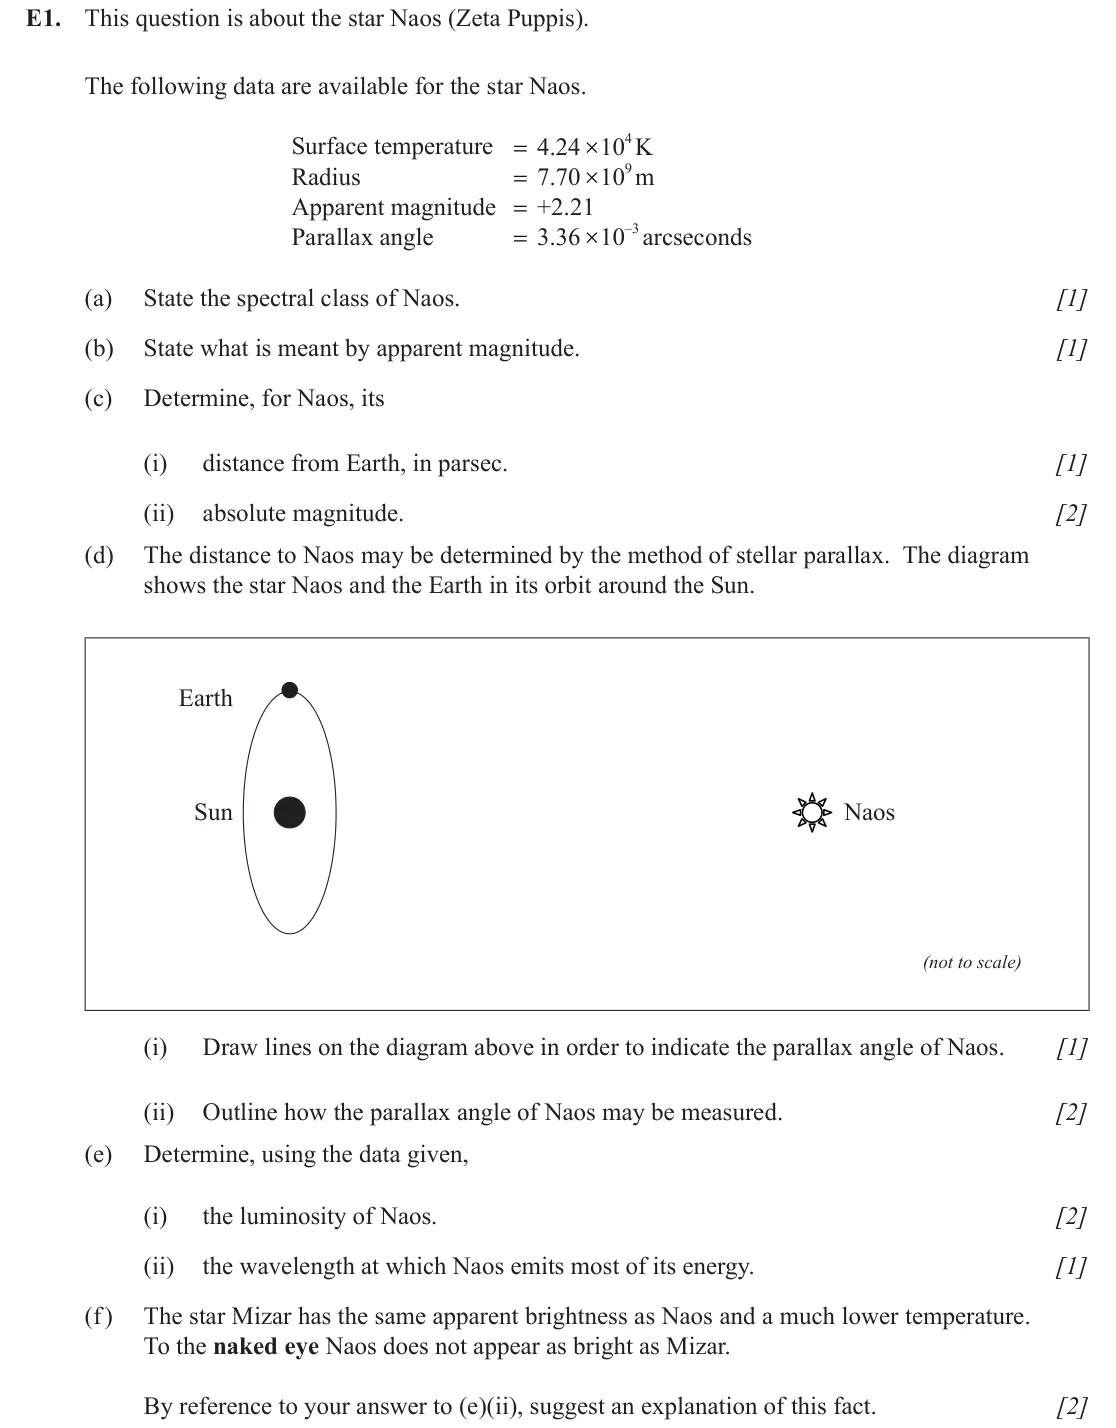 E1. This question is about the star Naos (Zeta Puppis).
The following data are available for the star Naos.
Surface temperature = 4.24 ×10⁴ K
Radius = 7.70 ×10⁹ m
Apparent magnitude = +2.21
Parallax angle = 3.36 ×10⁻³ arcseconds
(a) State the spectral class of Naos. [1]
(b) State what is meant by apparent magnitude. [1]
(c) Determine, for Naos, its
(i) distance from Earth, in parsec. [1]
(ii) absolute magnitude. [2]
(d) The distance to Naos may be determined by the method of stellar parallax. The diagram
shows the star Naos and the Earth in its orbit around the Sun.
Earth
Sun
Naos
(not to scale)
(i) Draw lines on the diagram above in order to indicate the parallax angle of Naos. [1]
(ii) Outline how the parallax angle of Naos may be measured. [2]
(e) Determine, using the data given,
(i) the luminosity of Naos. [2]
(ii) the wavelength at which Naos emits most of its energy. [1]
(f) The star Mizar has the same apparent brightness as Naos and a much lower temperature.
To the naked eye Naos does not appear as bright as Mizar.
By reference to your answer to (e)(ii), suggest an explanation of this fact. [2]